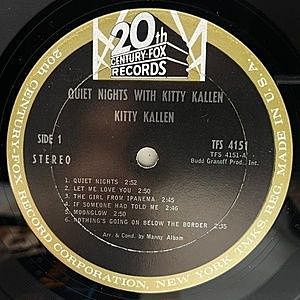 20th
CENTURY-FOX
RECORDS
QUIET NIGHTS WITH KITTY KALLEN
KITTY KALLEN
SIDE 1
STEREO
TFS 4151
TFS 4151-A
Budd Granoff Prod., Inc.
1. QUIET NIGHTS 2:52
2. LET ME LOVE YOU 2:50
3. THE GIRL FROM IPANEMA 2:45
4. IF SOMEONE HAD TOLD ME 2:46
5. MOONGLOW 2:50
6. NOTHING'S GOING ON BELOW THE BORDER 2:35
Arr. & Cond. by Manny Albam
20th CENTURY-FOX RECORD CORPORATION, NEW YORK TMKS REG. MADE IN U.S.A.